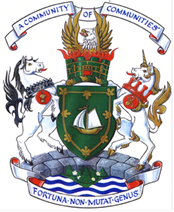 A COMMUNITY OF COMMUNITIES
FORTUNA·NON·MUTAT·GENUS